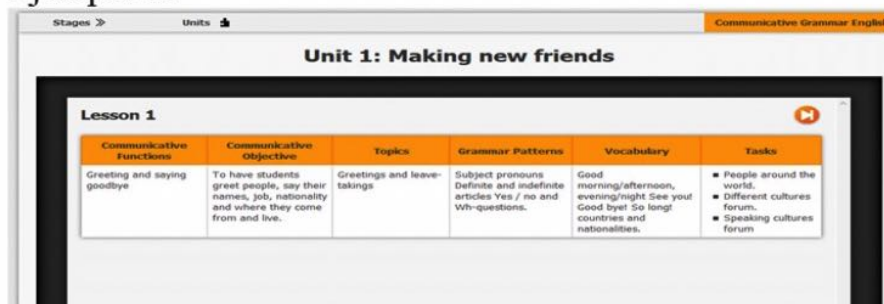 Stages »
Units
Communicative Grammar English
Unit 1: Making new friends
Lesson 1
Communicative Functions
Communicative Objective
Topics
Grammar Patterns
Vocabulary
Tasks
Greeting and saying
goodbye
To have students
greet people, say their
names, job, nationality
and where they come
from and live.
Greetings and leave-
takings
Subject pronouns
Definite and indefinite
articles Yes / no and
Wh-questions.
Good
morning/afternoon,
evening/night See you!
Good bye! So long!
countries and
nationalities.
▪ People around the
world.
▪ Different cultures
forum.
▪ Speaking cultures
forum